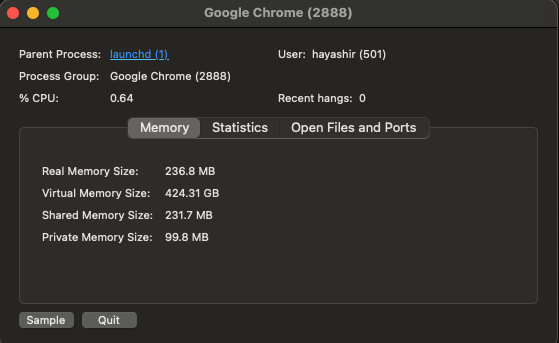 Google Chrome (2888)
Parent Process: launchd (1) User: hayashir (501)
Process Group: Google Chrome (2888)
% CPU: 0.64 Recent hangs: 0
Memory Statistics Open Files and Ports
Real Memory Size: 236.8 MB
Virtual Memory Size: 424.31 GB
Shared Memory Size: 231.7 MB
Private Memory Size: 99.8 MB
Sample Quit